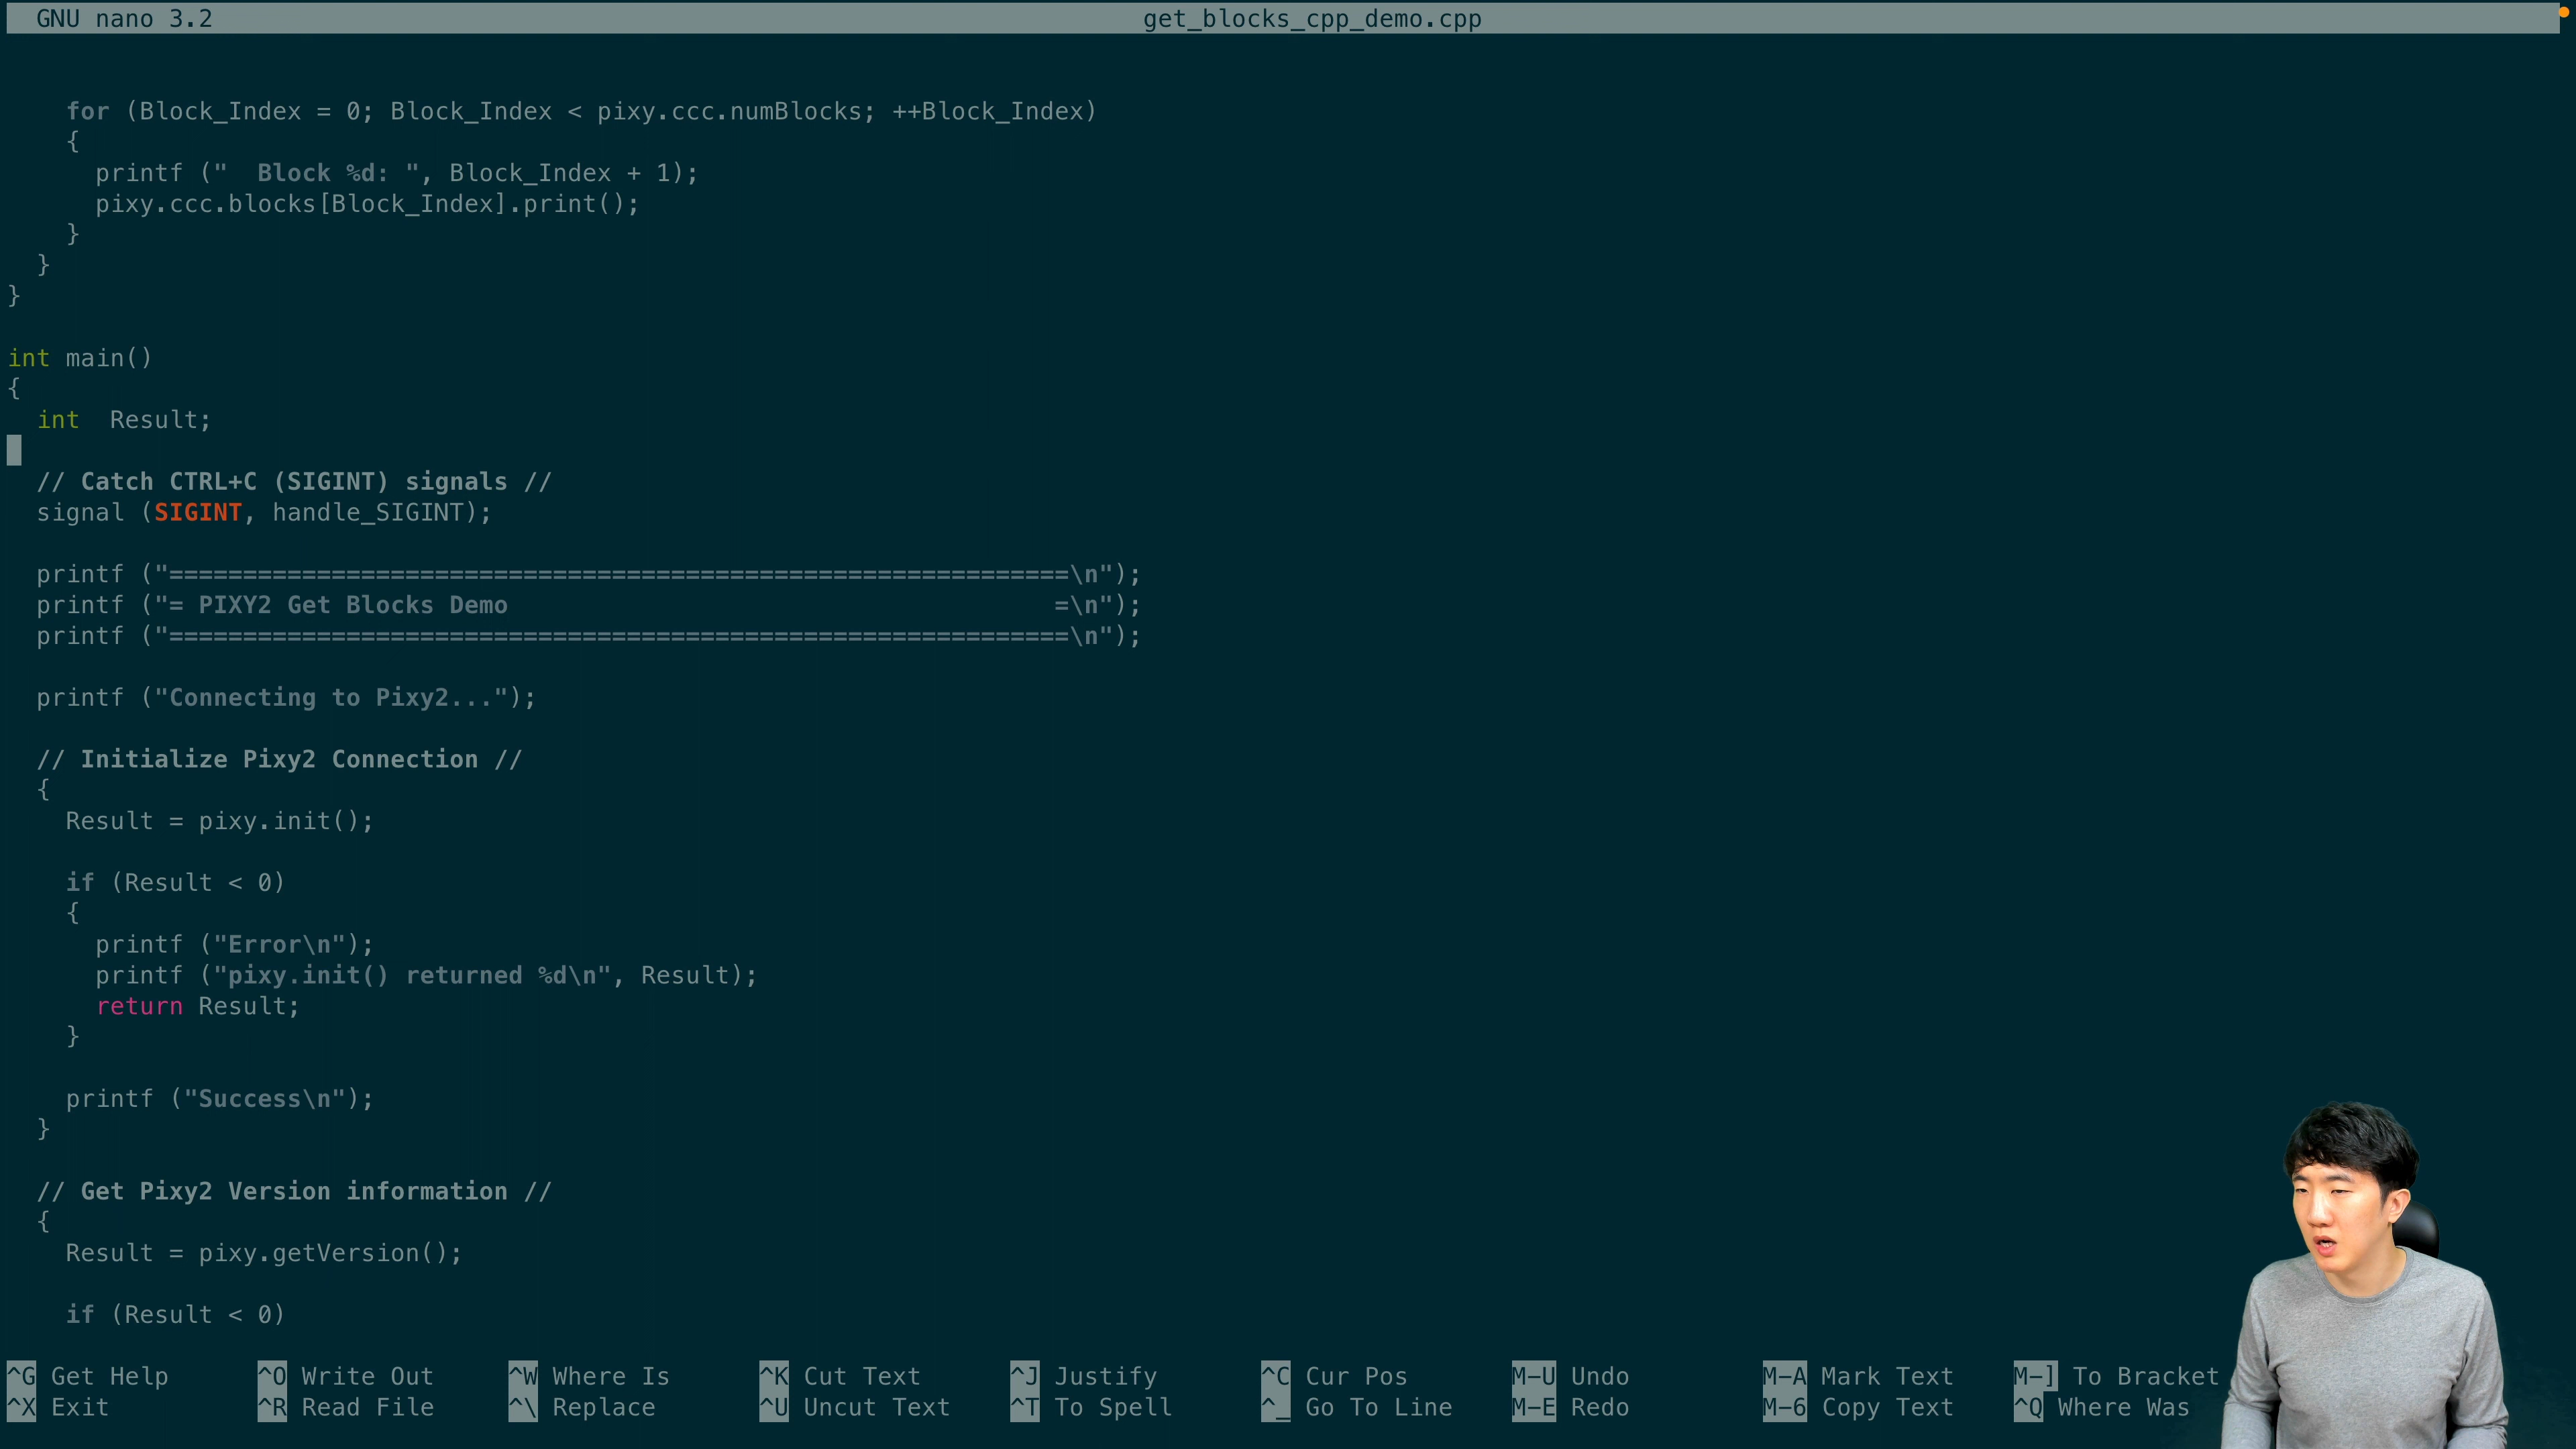 GNU nano 3.2 get_blocks_cpp_demo.cpp
    for (Block_Index = 0; Block_Index < pixy.ccc.numBlocks; ++Block_Index)
    {
      printf ("  Block %d: ", Block_Index + 1);
      pixy.ccc.blocks[Block_Index].print();
    }
  }
}
int main()
{
  int  Result;
  // Catch CTRL+C (SIGINT) signals //
  signal (SIGINT, handle_SIGINT);
  printf ("=============================================================\n");
  printf ("= PIXY2 Get Blocks Demo                                     =\n");
  printf ("=============================================================\n");
  printf ("Connecting to Pixy2...");
  // Initialize Pixy2 Connection //
  {
    Result = pixy.init();
    if (Result < 0)
    {
      printf ("Error\n");
      printf ("pixy.init() returned %d\n", Result);
      return Result;
    }
    printf ("Success\n");
  }
  // Get Pixy2 Version information //
  {
    Result = pixy.getVersion();
    if (Result < 0)
^G Get Help ^O Write Out ^W Where Is ^K Cut Text ^J Justify ^C Cur Pos M-U Undo M-A Mark Text M-] To Bracket
^X Exit ^R Read File ^\ Replace ^U Uncut Text ^T To Spell ^_ Go To Line M-E Redo M-6 Copy Text ^Q Where Was